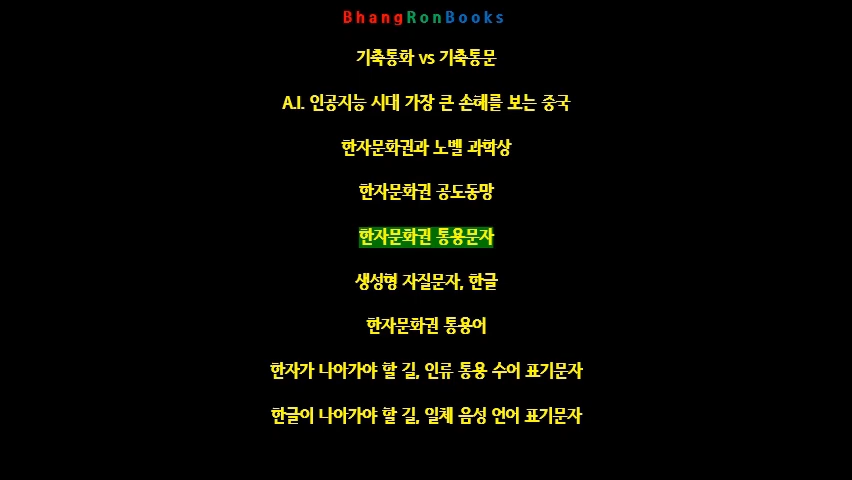 BhangRonBooks
기축통화 vs 기축통문
A.I. 인공지능 시대 가장 큰 손혜를 보는 중국
한자문화권과 노벨 과학상
한자문화권 공도동망
한자문화권 통용문자
생성형 자질문자, 한글
한자문화권 통용어
한자가 나아가야 할 길, 인류 통용 수어 표기문자
한글이 나아가야 할 길, 일체 음성 언어 표기문자